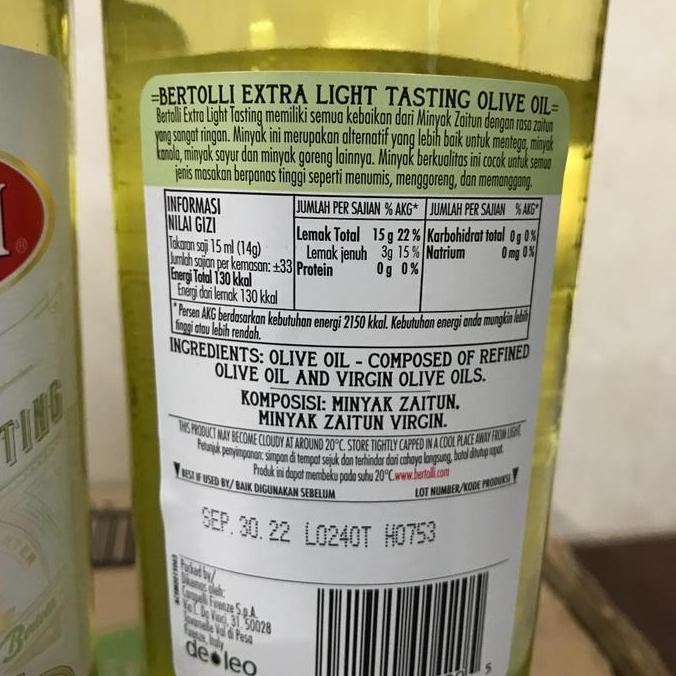 BERTOLLI EXTRA LIGHT TASTING OLIVE OIL
Bertolli Extra Light Tasting memiliki semua kebaikan dari Minyak Zaitun dengan rasa zaitun
yang sangat ringan. Minyak ini merupakan alternatif yang lebih baik untuk mentega, minyak
kanola, minyak sayur dan minyak goreng lainnya. Minyak berkualitas ini cocok untuk semua
jenis masakan berpanas tinggi seperti menumis, menggoreng, dan memanggang.
INFORMASI
NILAI GIZI
Takaran saji 15 ml (14g)
Jumlah sajian per kemasan: ±33
Energi Total 130 kkal
Energi dari lemak 130 kkal
JUMLAH PER SAJIAN % AKG*
Lemak Total 15 g 22%
Lemak jenuh 3g 15%
Protein 0 g 0%
JUMLAH PER SAJIAN % AKG*
Karbohidrat total 0 g 0%
Natrium 0 mg 0%
* Persen AKG berdasarkan kebutuhan energi 2150 kkal. Kebutuhan energi anda mungkin lebih
tinggi atau lebih rendah.
INGREDIENTS: OLIVE OIL - COMPOSED OF REFINED
OLIVE OIL AND VIRGIN OLIVE OILS.
KOMPOSISI: MINYAK ZAITUN,
MINYAK ZAITUN VIRGIN.
THIS PRODUCT MAY BECOME CLOUDY AT AROUND 20°C. STORE TIGHTLY CAPPED IN A COOL PLACE AWAY FROM LIGHT.
Petunjuk penyimpanan: simpan di tempat sejuk dan terhindar dari cahaya langsung, botol ditutup rapat.
Produk ini dapat membeku pada suhu 20°C. www.bertolli.com
BEST IF USED BY/ BAIK DIGUNAKAN SEBELUM
LOT NUMBER/KODE PRODUKSI
SEP. 30. 22 L0240T H0753
Packed by/
Dikemas oleh:
Carapelli Firenze S.p.A.
Via C. Da Vinci, 31 50028
Tavarnelle Val di Pesa
Firenze, Italy
deoleo
5
TING
Bertolli